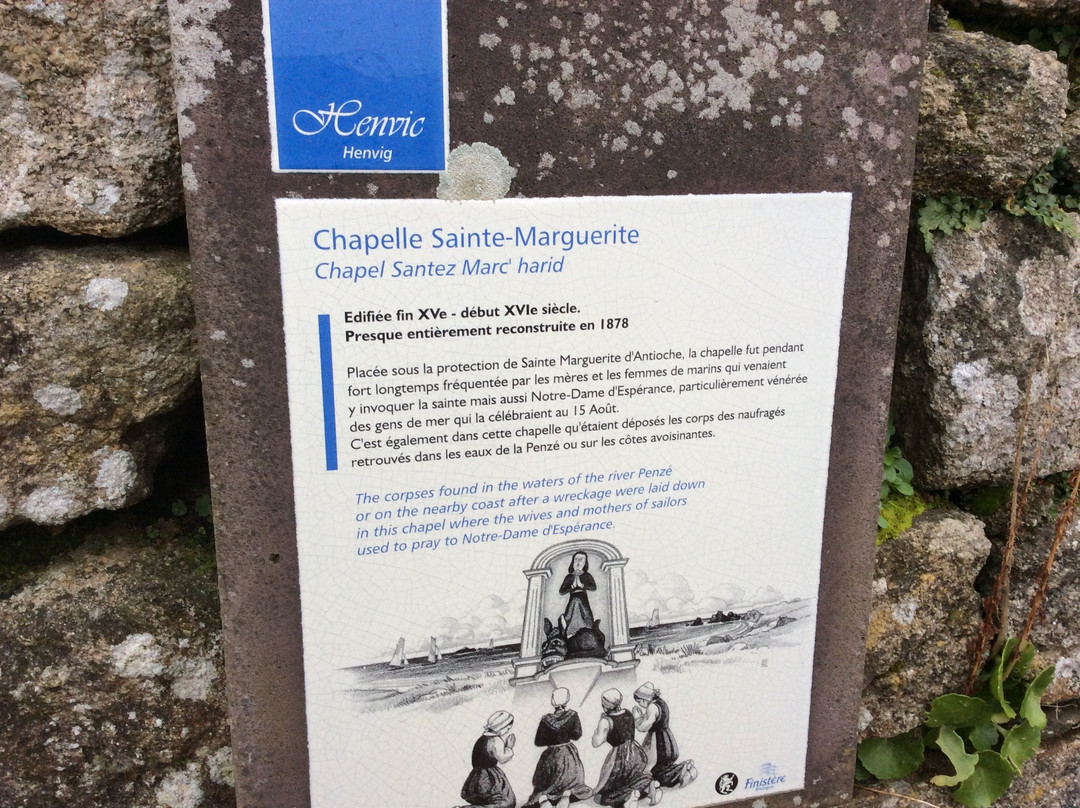 Henvic
Henvig
Chapelle Sainte-Marguerite
Chapel Santez Marc' harid
Edifiée fin XVe - début XVIe siècle.
Presque entièrement reconstruite en 1878
Placée sous la protection de Sainte Marguerite d'Antioche, la chapelle fut pendant
fort longtemps fréquentée par les mères et les femmes de marins qui venaient
y invoquer la sainte mais aussi Notre-Dame d'Espérance, particulièrement vénérée
des gens de mer qui la célébraient au 15 Août.
C'est également dans cette chapelle qu'étaient déposés les corps des naufragés
retrouvés dans les eaux de la Penzé ou sur les côtes avoisinantes.
The corpses found in the waters of the river Penzé
or on the nearby coast after a wreckage were laid down
in this chapel where the wives and mothers of sailors
used to pray to Notre-Dame d'Espérance.
Finistère